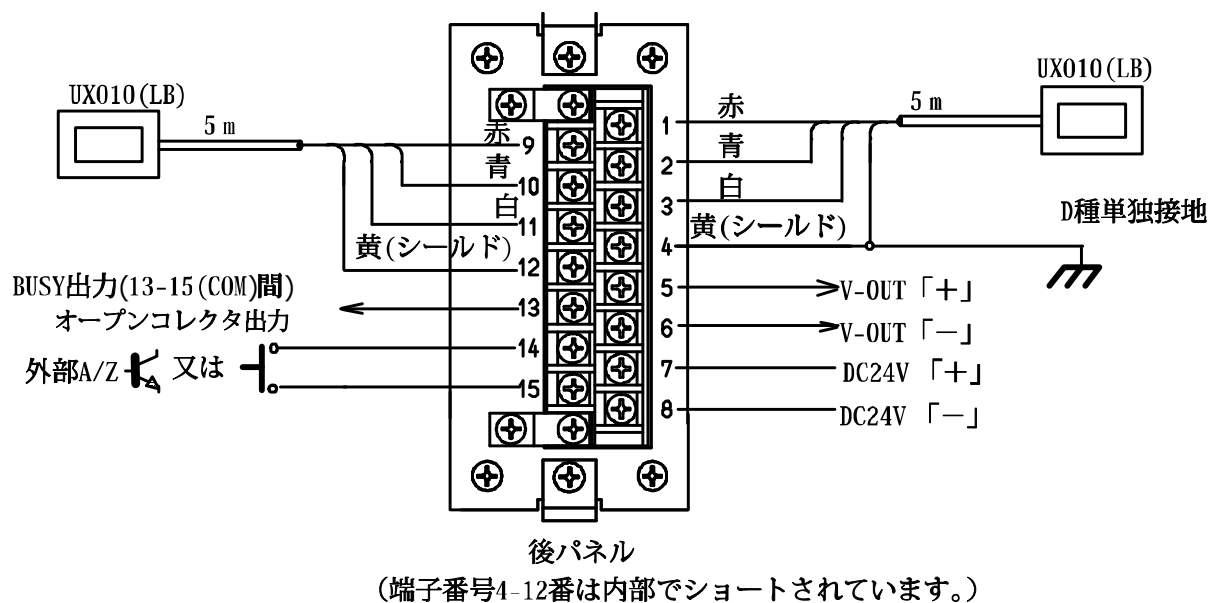 UX010(LB)
5m
赤
9
青
10
白
11
黄(シールド)
12
BUSY出力(13-15(COM)間)
オープンコレクタ出力
13
外部A/Z 又は
14
15
UX010(LB)
5m
1
赤
2
青
3
白
4
黄(シールド)
D種単独接地
5
V-OUT「+」
6
V-OUT「-」
7
DC24V「+」
8
DC24V「-」
後パネル
(端子番号4-12番は内部でショートされています。)